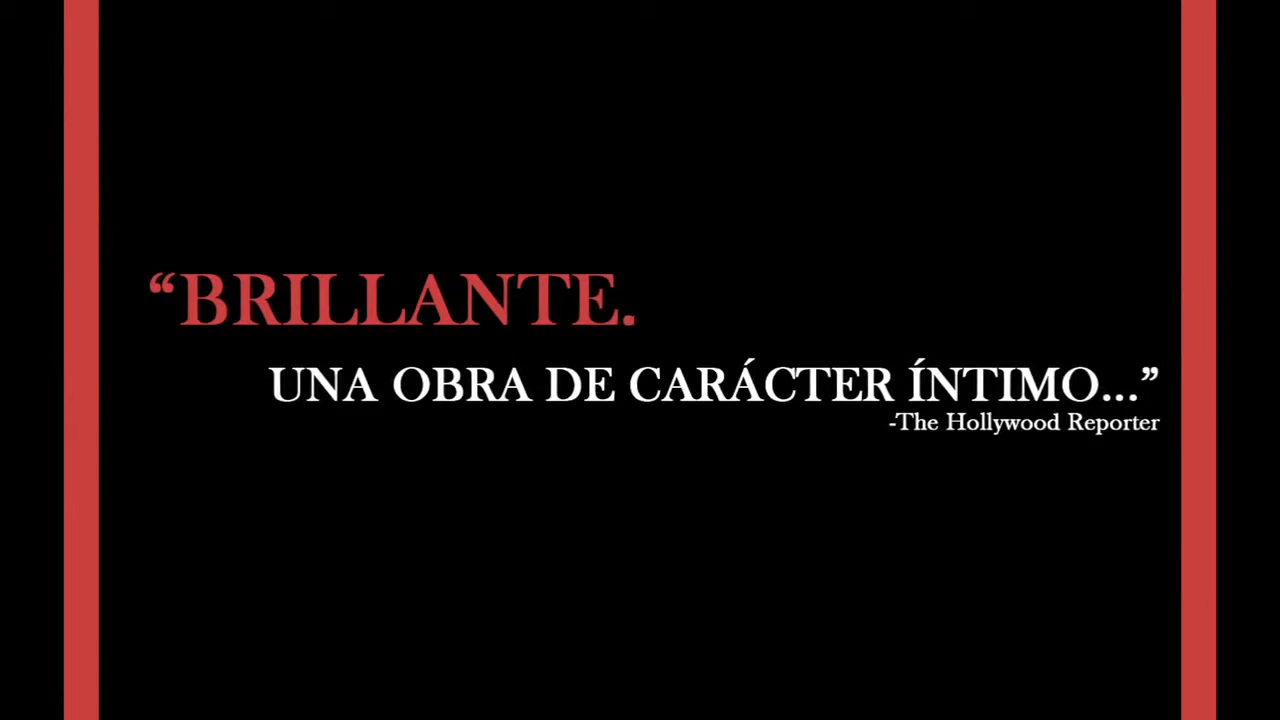 “BRILLANTE.
UNA OBRA DE CARÁCTER ÍNTIMO...”
-The Hollywood Reporter